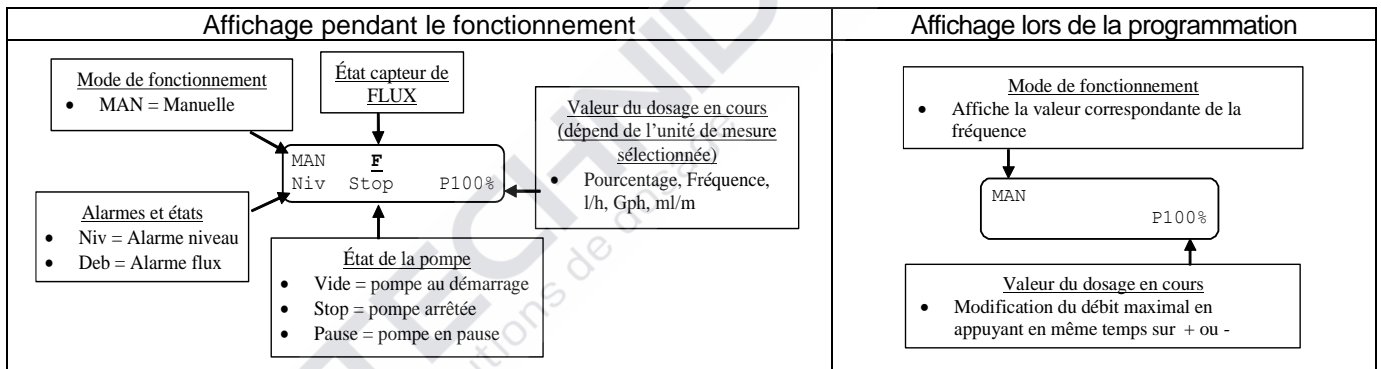 Affichage pendant le fonctionnement
Affichage lors de la programmation
Mode de fonctionnement
• MAN = Manuelle
État capteur de
FLUX
Valeur du dosage en cours
(dépend de l'unité de mesure
sélectionnée)
• Pourcentage, Fréquence,
l/h, Gph, ml/m
MAN F
Niv Stop P100%
Alarmes et états
• Niv = Alarme niveau
• Deb = Alarme flux
État de la pompe
• Vide = pompe au démarrage
• Stop = pompe arrêtée
• Pause = pompe en pause
Mode de fonctionnement
• Affiche la valeur correspondante de la
fréquence
MAN
P100%
Valeur du dosage en cours
• Modification du débit maximal en
appuyant en même temps sur + ou -